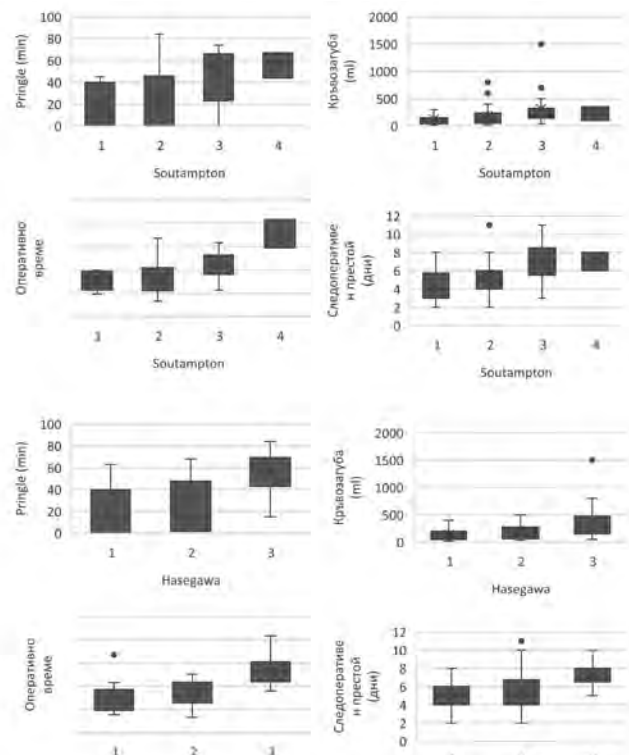 Pringle (min)
100
80
60
40
20
0
1 2 3 4
Soutampton
Кръвозагуба
(ml)
2000
1500
1000
500
0
1 2 3 4
Soutampton
Оперативно
време
1 2 3 4
Soutampton
Следоперативе
н престой
(дни)
12
10
8
6
4
2
0
1 2 3 4
Soutampton
Pringle (min)
100
80
60
40
20
0
1 2 3
Hasegawa
Кръвозагуба
(ml)
2000
1500
1000
500
0
1 2 3
Hasegawa
Оперативно
време
1 2 3
Следоперативе
н престой
(дни)
12
10
8
6
4
2
0